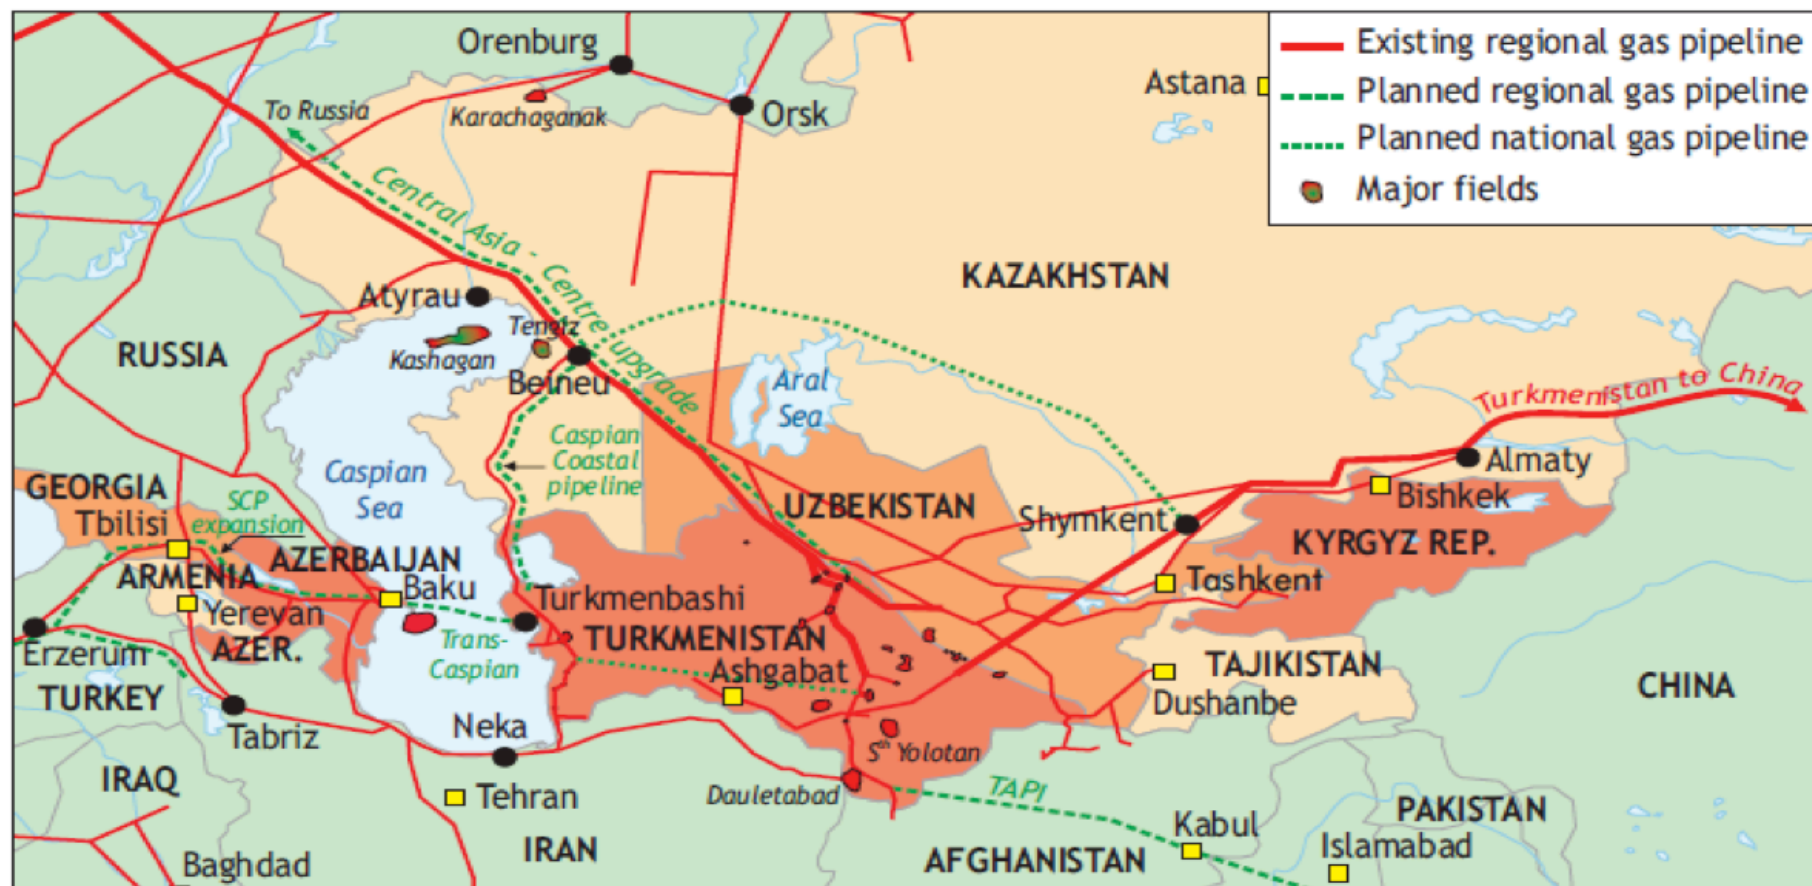 Existing regional gas pipeline
Planned regional gas pipeline
Planned national gas pipeline
Major fields
Orenburg
Astana
To Russia
Karachaganak
Orsk
Central Asia - Centre upgrade
KAZAKHSTAN
Atyrau
Tengiz
RUSSIA
Kashagan
Beineu
Aral
Sea
Turkmenistan to China
Caspian
Coastal
pipeline
Caspian
Sea
Almaty
GEORGIA
SCP
expansion
Tbilisi
UZBEKISTAN
Bishkek
Shymkent
KYRGYZ REP.
AZERBAIJAN
ARMENIA
Baku
Tashkent
Yerevan
Turkmenbashi
Trans-
Caspian
TURKMENISTAN
AZER.
Erzerum
Ashgabat
TAJIKISTAN
TURKEY
Dushanbe
CHINA
Tabriz
Neka
Sth Yolotan
IRAQ
Tehran
Dauletabad
TAPI
PAKISTAN
Kabul
IRAN
AFGHANISTAN
Islamabad
Baghdad